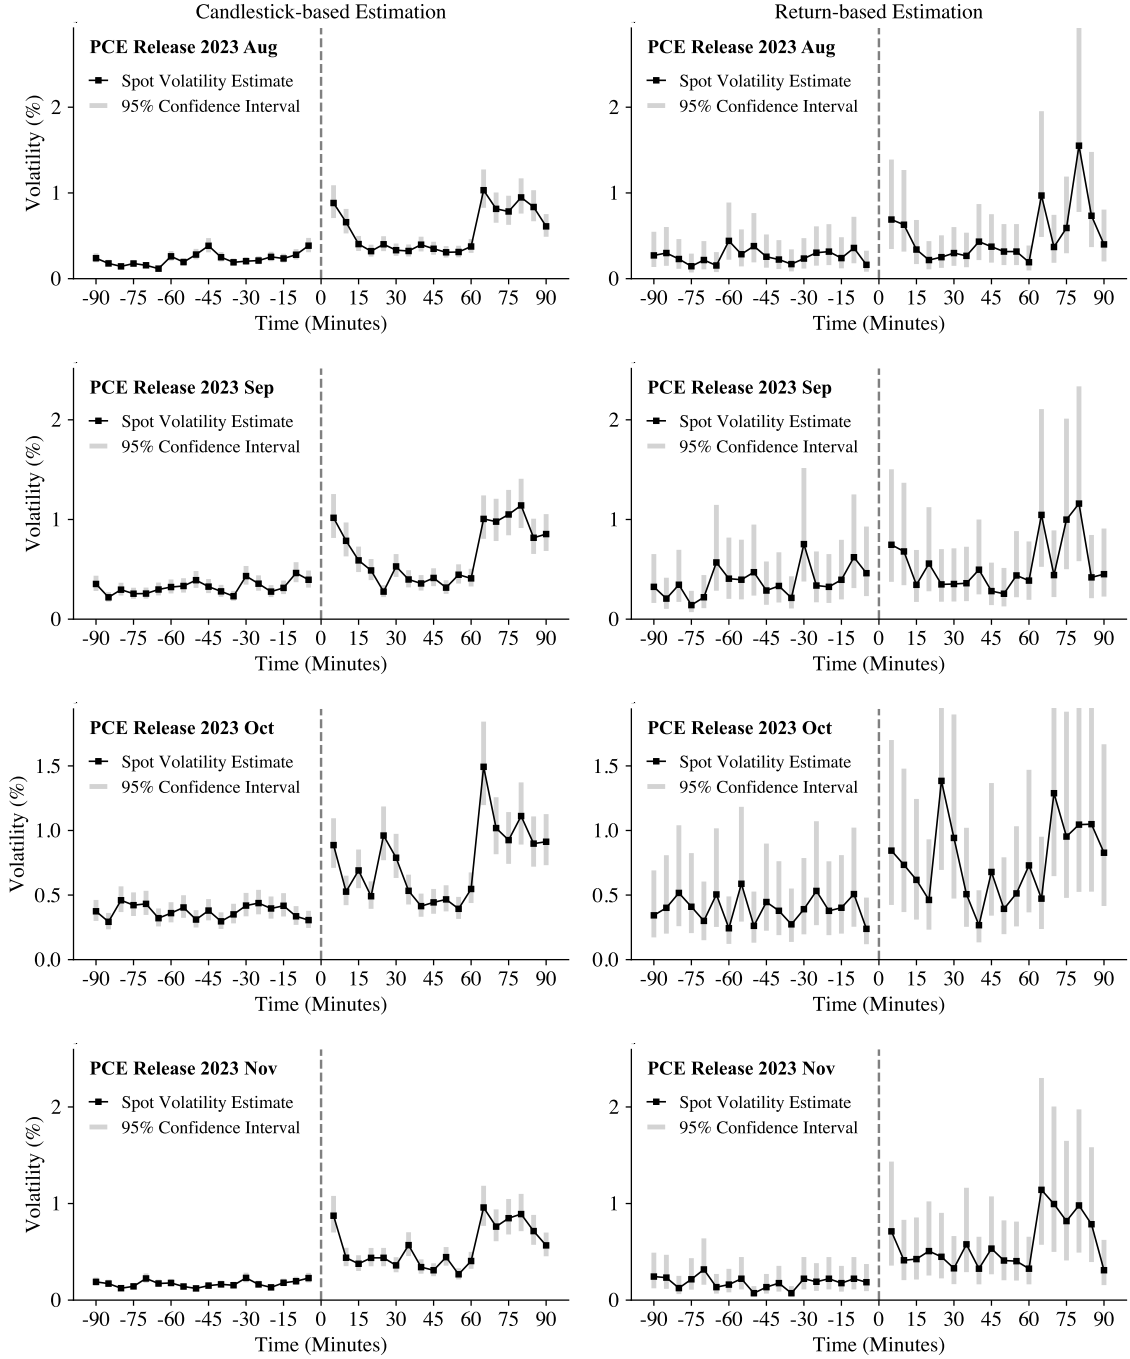 Candlestick-based Estimation
Return-based Estimation
PCE Release 2023 Aug
Spot Volatility Estimate
95% Confidence Interval
Volatility (%)
2
1
0
-90 -75 -60 -45 -30 -15 0 15 30 45 60 75 90
Time (Minutes)
PCE Release 2023 Aug
Spot Volatility Estimate
95% Confidence Interval
2
1
0
-90 -75 -60 -45 -30 -15 0 15 30 45 60 75 90
Time (Minutes)
PCE Release 2023 Sep
Spot Volatility Estimate
95% Confidence Interval
Volatility (%)
2
1
0
-90 -75 -60 -45 -30 -15 0 15 30 45 60 75 90
Time (Minutes)
PCE Release 2023 Sep
Spot Volatility Estimate
95% Confidence Interval
2
1
0
-90 -75 -60 -45 -30 -15 0 15 30 45 60 75 90
Time (Minutes)
PCE Release 2023 Oct
Spot Volatility Estimate
95% Confidence Interval
Volatility (%)
1.5
1.0
0.5
0.0
-90 -75 -60 -45 -30 -15 0 15 30 45 60 75 90
Time (Minutes)
PCE Release 2023 Oct
Spot Volatility Estimate
95% Confidence Interval
1.5
1.0
0.5
0.0
-90 -75 -60 -45 -30 -15 0 15 30 45 60 75 90
Time (Minutes)
PCE Release 2023 Nov
Spot Volatility Estimate
95% Confidence Interval
Volatility (%)
2
1
0
-90 -75 -60 -45 -30 -15 0 15 30 45 60 75 90
Time (Minutes)
PCE Release 2023 Nov
Spot Volatility Estimate
95% Confidence Interval
2
1
0
-90 -75 -60 -45 -30 -15 0 15 30 45 60 75 90
Time (Minutes)